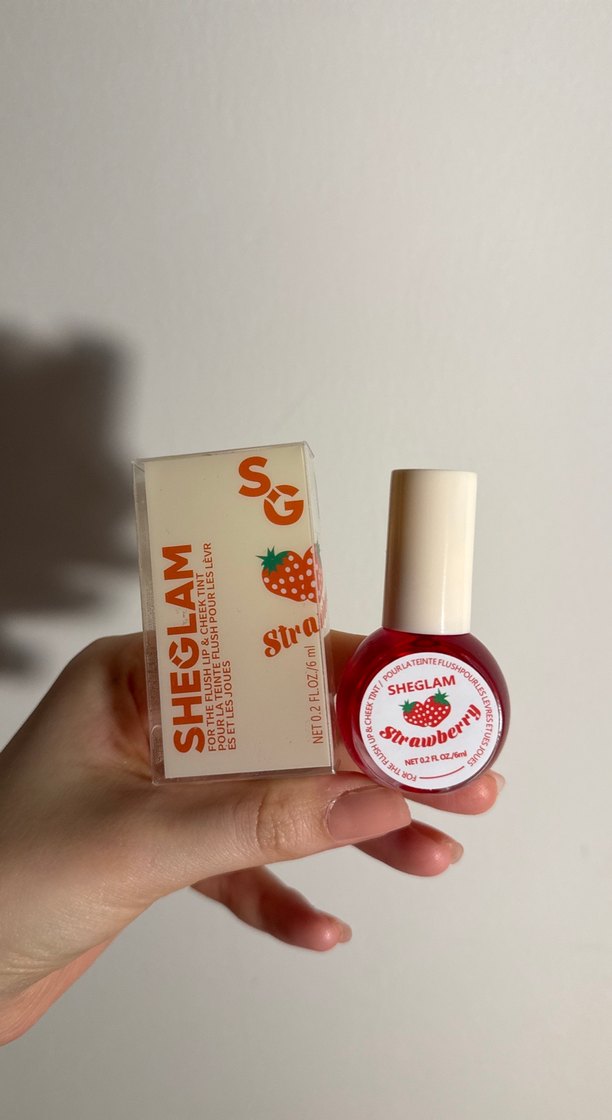 SG
SHEGLAM
FOR THE FLUSH LIP & CHEEK TINT
POUR LA TEINTE FLUSH POUR LES LÈVR
ES ET LES JOUES
Stra
NET 0.2 FL.OZ./6 ml
FOR THE FLUSH LIP & CHEEK TINT / POUR LA TEINTE FLUSHPOUR LES LÈVRES ET LES JOUES
SHEGLAM
Strawberry
NET 0.2 FL OZ./6ml